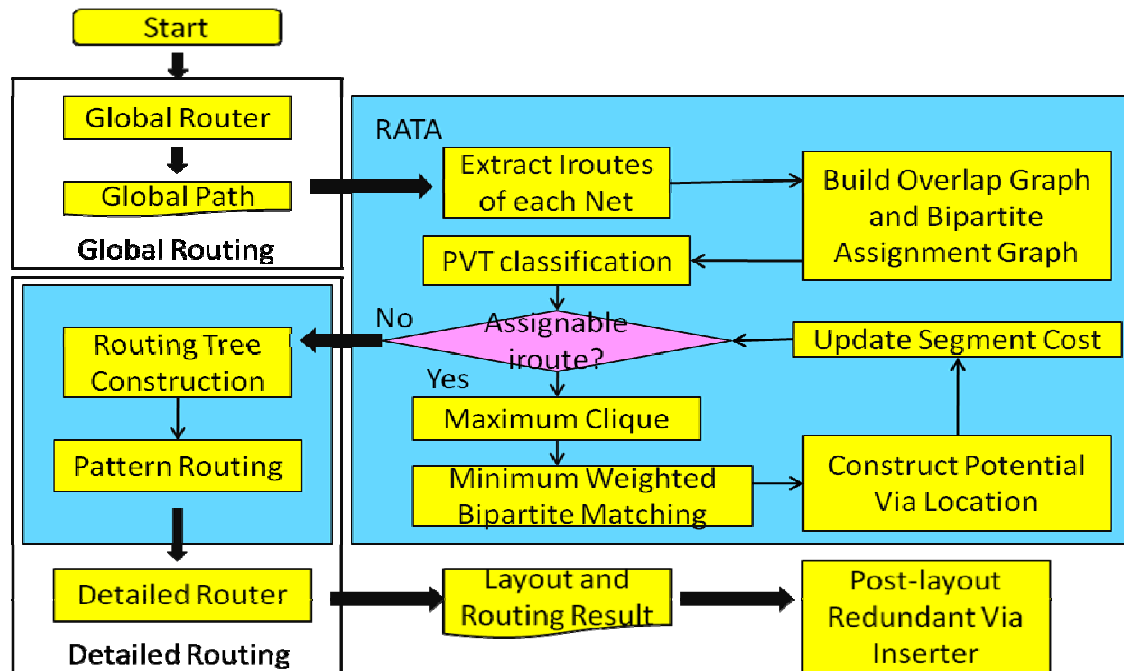 Start
Global Router
Global Path
Global Routing
RATA
Extract Iroutes
of each Net
Build Overlap Graph
and Bipartite
Assignment Graph
PVT classification
Assignable
iroute?
No
Yes
Update Segment Cost
Maximum Clique
Minimum Weighted
Bipartite Matching
Construct Potential
Via Location
Routing Tree
Construction
Pattern Routing
Detailed Router
Detailed Routing
Layout and
Routing Result
Post-layout
Redundant Via
Inserter